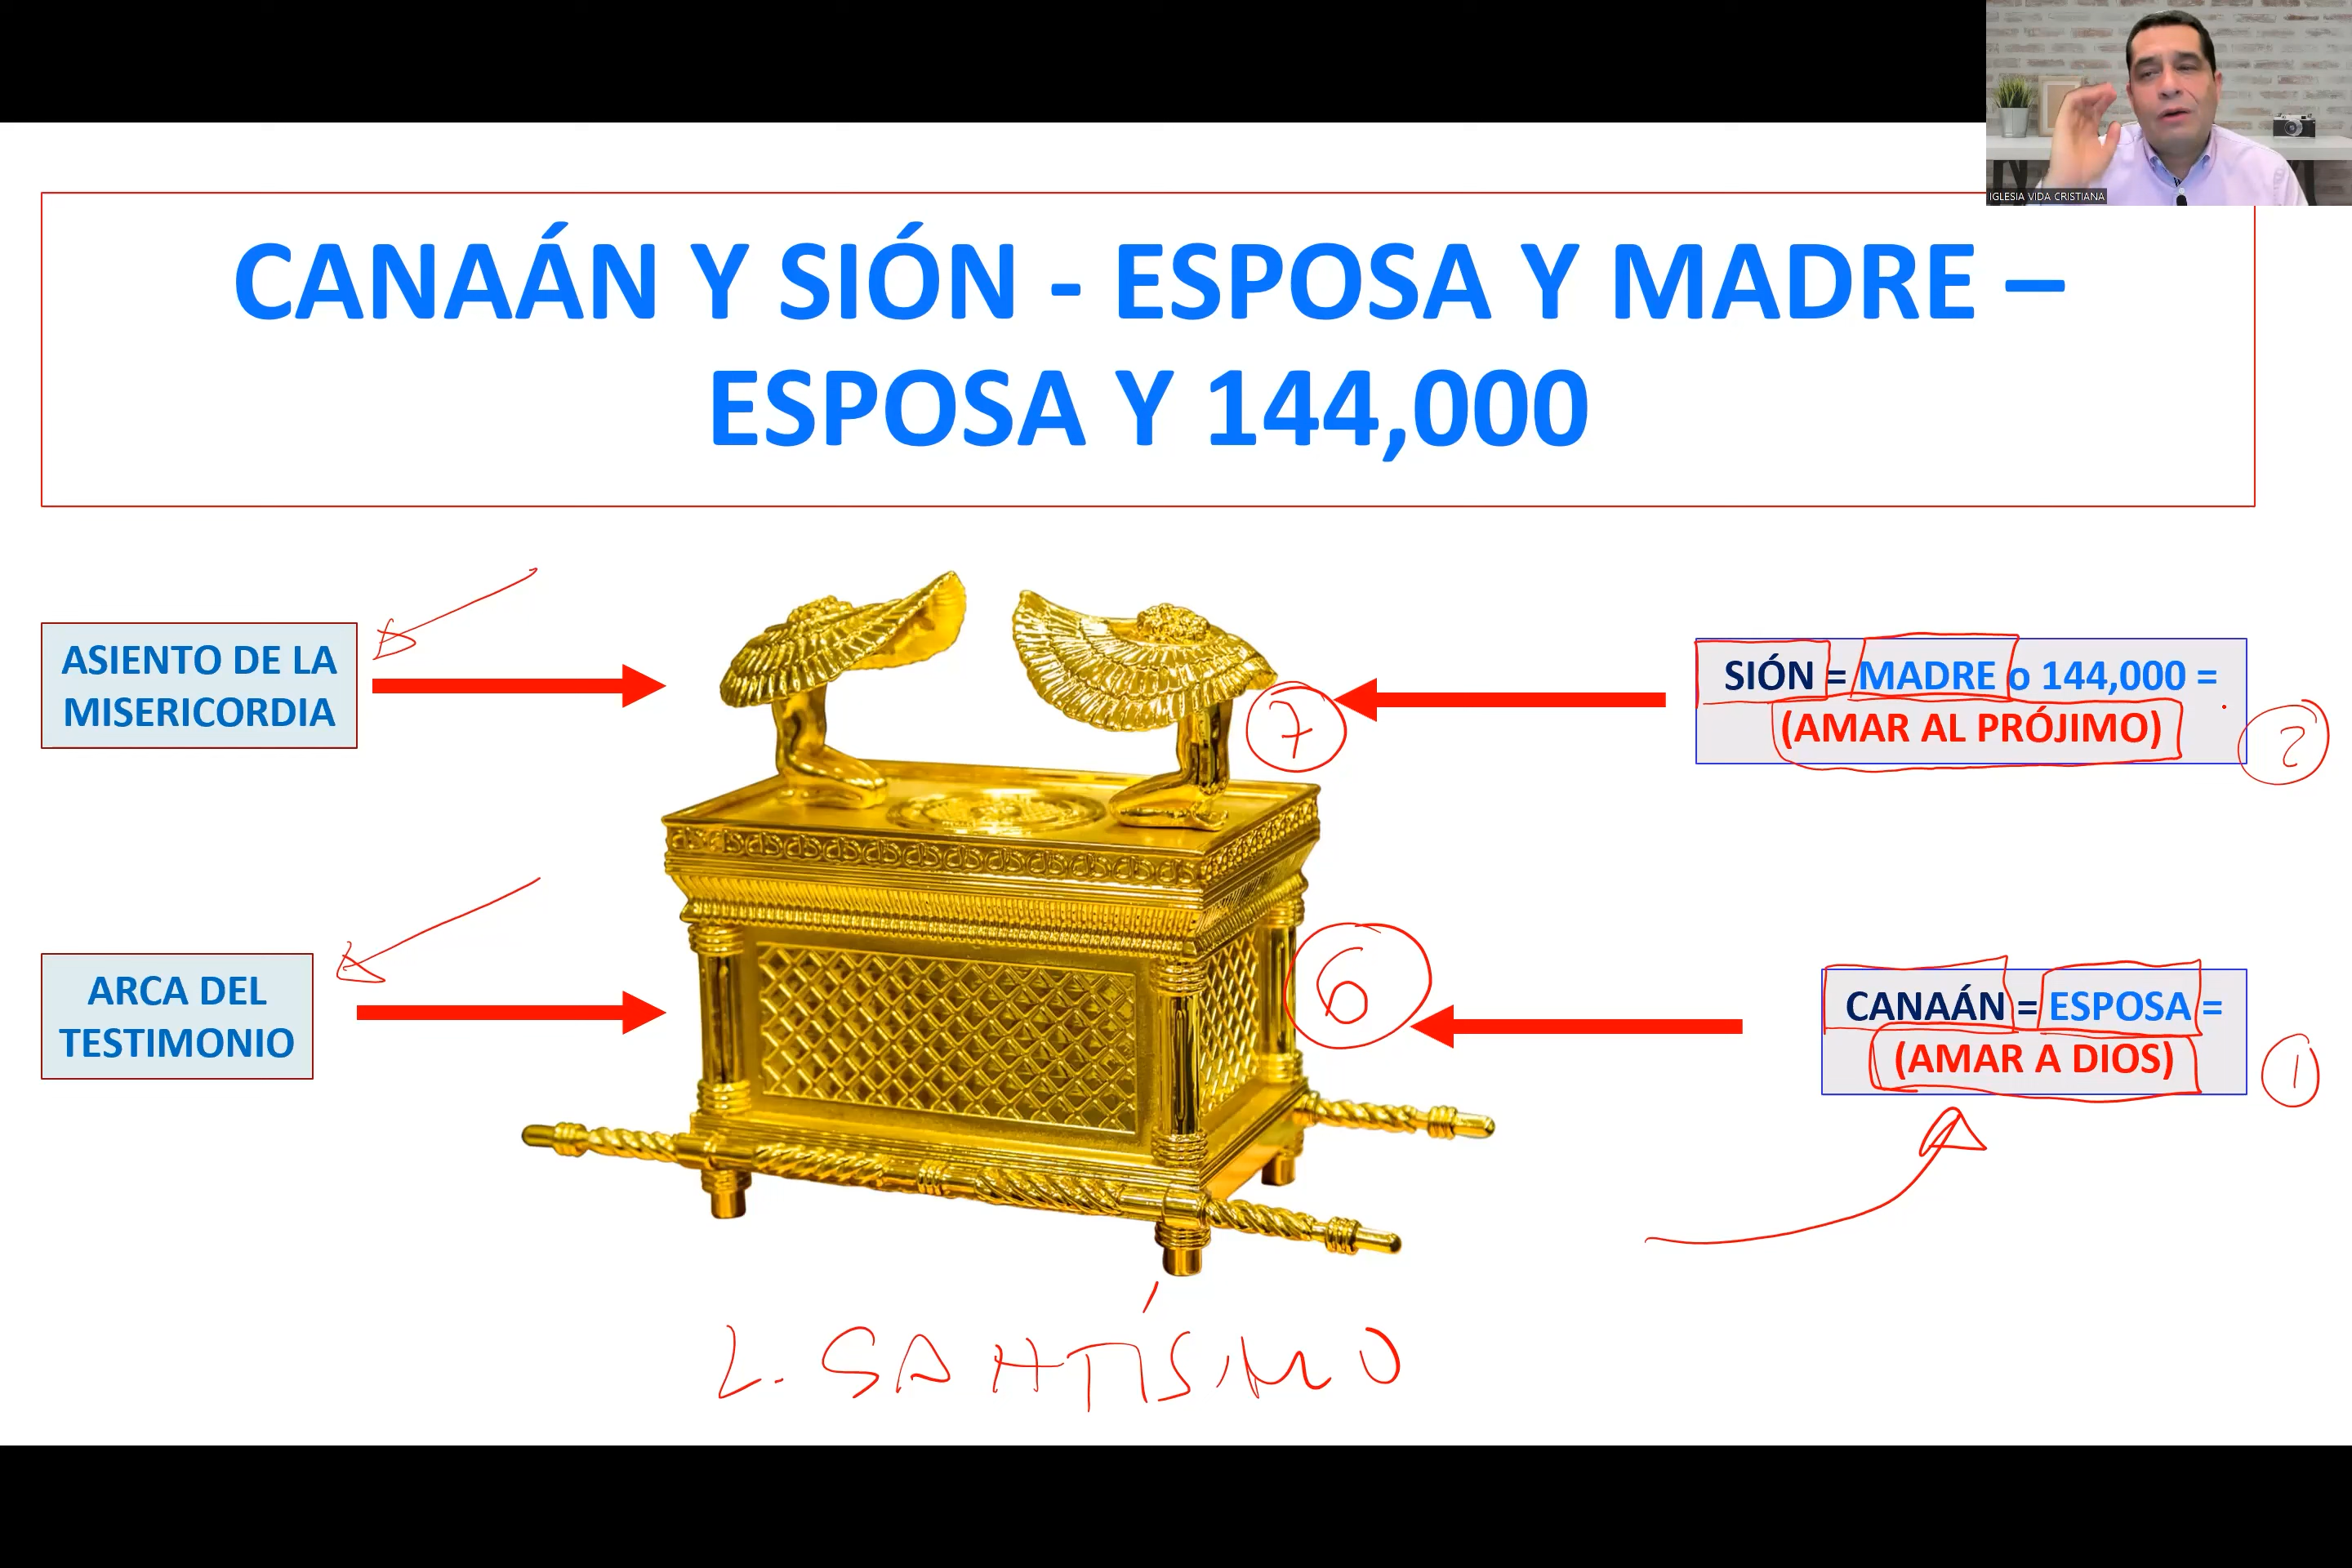 IGLESIA VIDA CRISTIANA
CANAÁN Y SIÓN - ESPOSA Y MADRE –
ESPOSA Y 144,000
ASIENTO DE LA
MISERICORDIA
SIÓN = MADRE o 144,000 =
(AMAR AL PRÓJIMO)
7
2
ARCA DEL
TESTIMONIO
6
CANAÁN = ESPOSA =
(AMAR A DIOS)
1
L. SANTÍSIMO